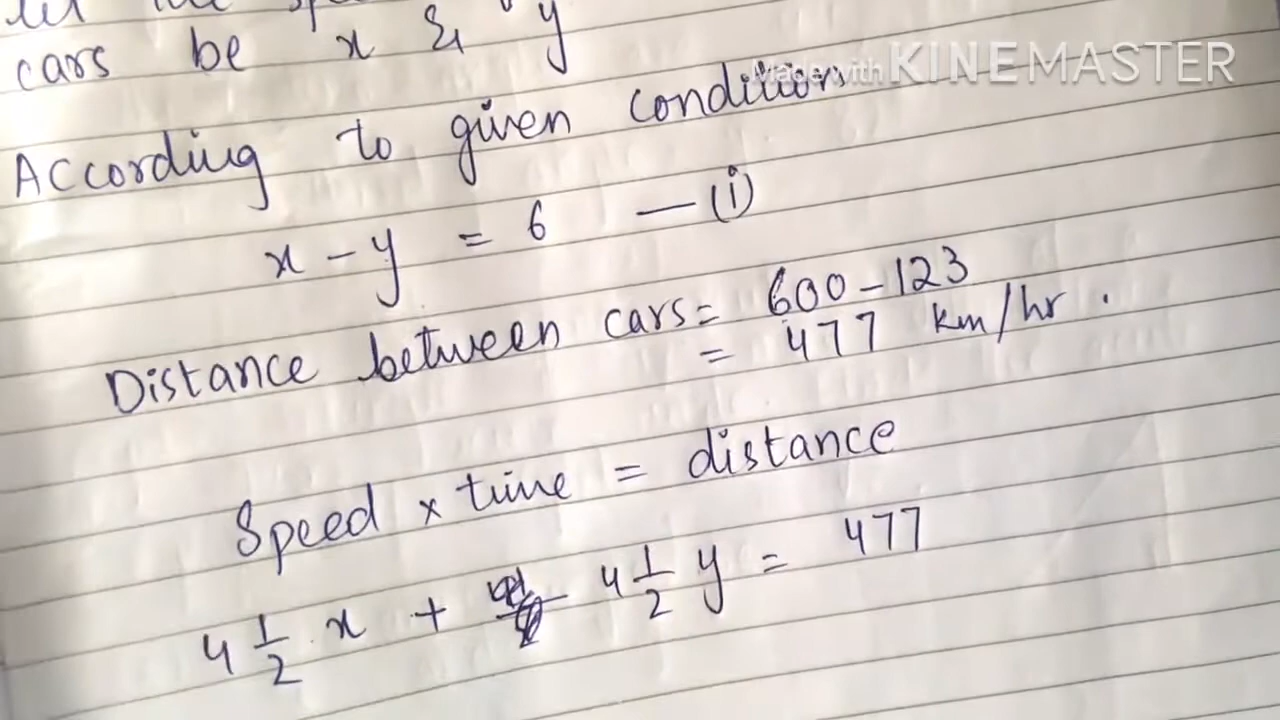 cars be x & y
Made with KINEMASTER
According to given condition
x - y = 6 — (i)
Distance between cars = 600 - 123
= 477 km/hr.
Speed × time = distance
4 1/2 x + 4 1/2 y = 477